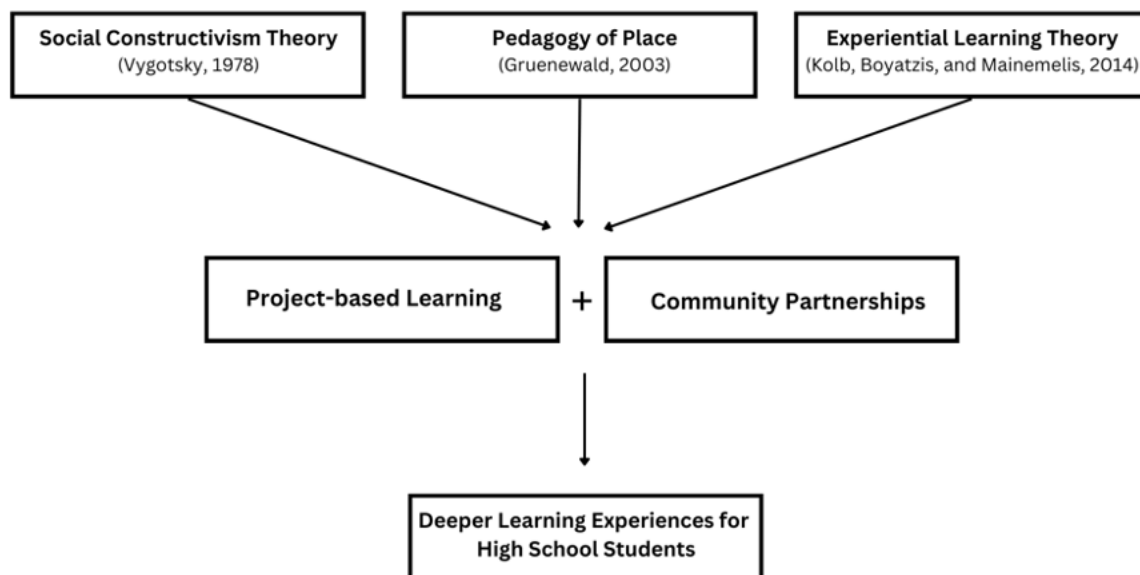 Social Constructivism Theory
(Vygotsky, 1978)
Pedagogy of Place
(Gruenewald, 2003)
Experiential Learning Theory
(Kolb, Boyatzis, and Mainemelis, 2014)
Project-based Learning
+
Community Partnerships
Deeper Learning Experiences for
High School Students